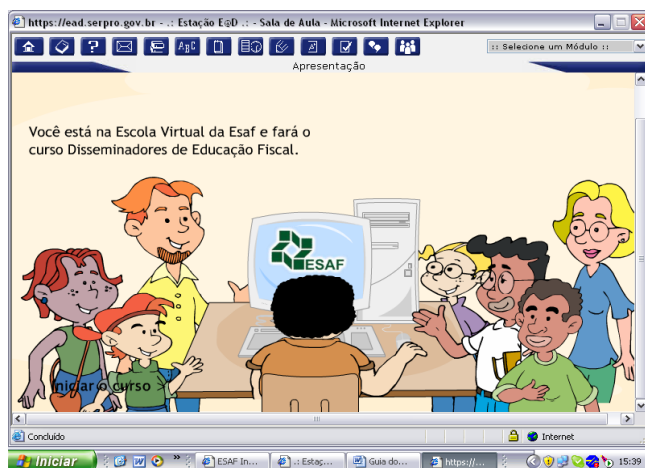 https://ead.serpro.gov.br - .: Estação E@D .: - Sala de Aula - Microsoft Internet Explorer
ABC
:: Selecione um Módulo ::
Apresentação
Você está na Escola Virtual da Esaf e fará o
curso Disseminadores de Educação Fiscal.
ESAF
Iniciar o curso >
Concluído
Internet
Iniciar
ESAF In...
.: Estaç...
Guia do...
https://...
15:39